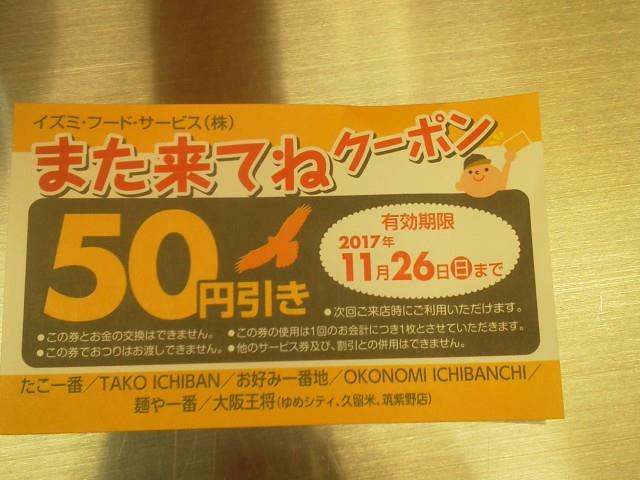 イズミ・フード・サービス(株)
また来てねクーポン
50円引き
有効期限
2017年
11月26日(日)まで
●次回ご来店時にご利用いただけます。
●この券とお金の交換はできません。 ●この券の使用は1回のお会計につき1枚とさせていただきます。
●この券でおつりはお渡しできません。 ●他のサービス券及び、割引との併用はできません。
たこ一番/TAKO ICHIBAN/お好み一番地/OKONOMI ICHIBANCHI/
麺や一番/大阪王将(ゆめシティ、久留米、筑紫野店)